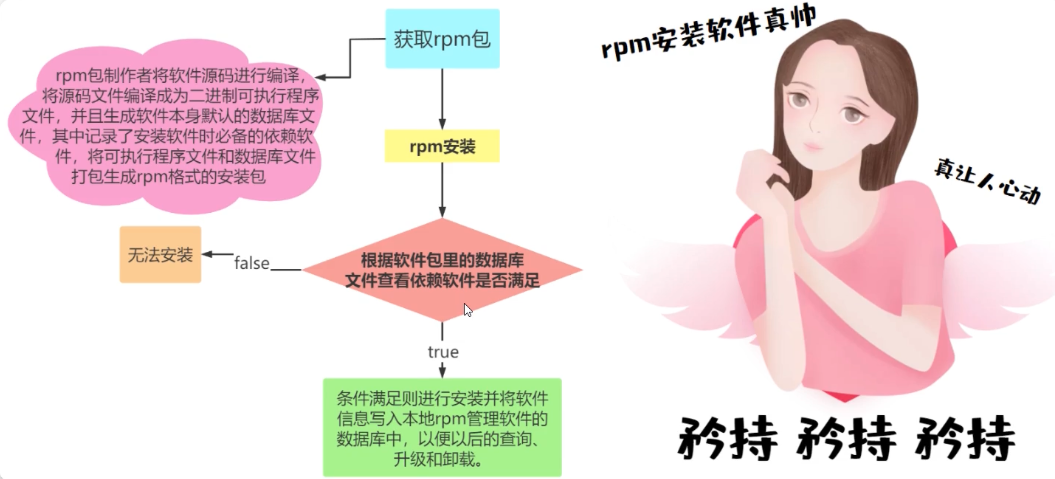 获取rpm包
rpm包制作者将软件源码进行编译，
将源码文件编译成为二进制可执行程序
文件，并且生成软件本身默认的数据库文
件，其中记录了安装软件时必备的依赖软
件，将可执行程序文件和数据库文件
打包生成rpm格式的安装包
rpm安装
根据软件包里的数据库
文件查看依赖软件是否满足
false
无法安装
true
条件满足则进行安装并将软件
信息写入本地rpm管理软件的
数据库中，以便以后的查询、
升级和卸载。
rpm安装软件真帅
真让人心动
矜持 矜持 矜持